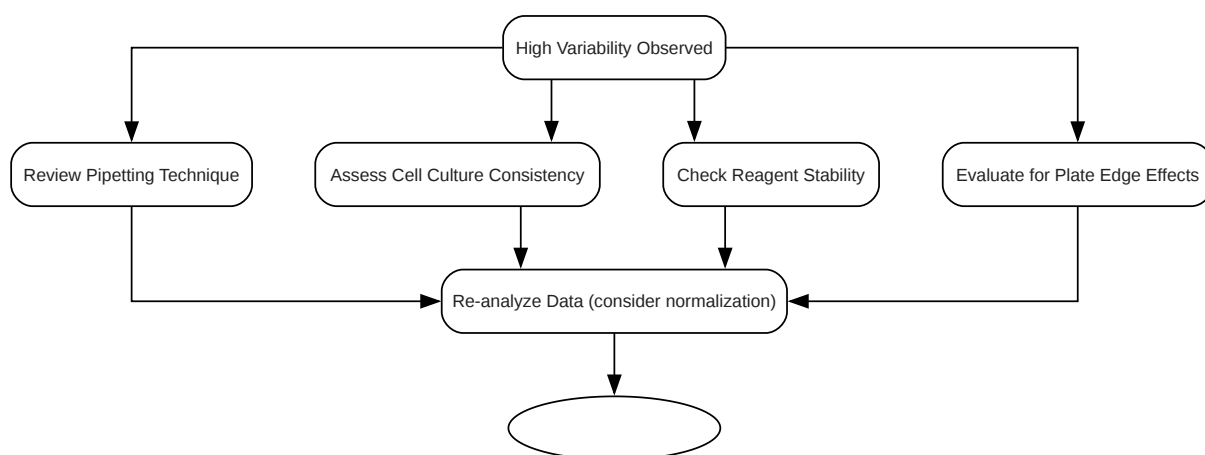 High Variability Observed
Review Pipetting Technique
Assess Cell Culture Consistency
Check Reagent Stability
Evaluate for Plate Edge Effects
Re-analyze Data (consider normalization)